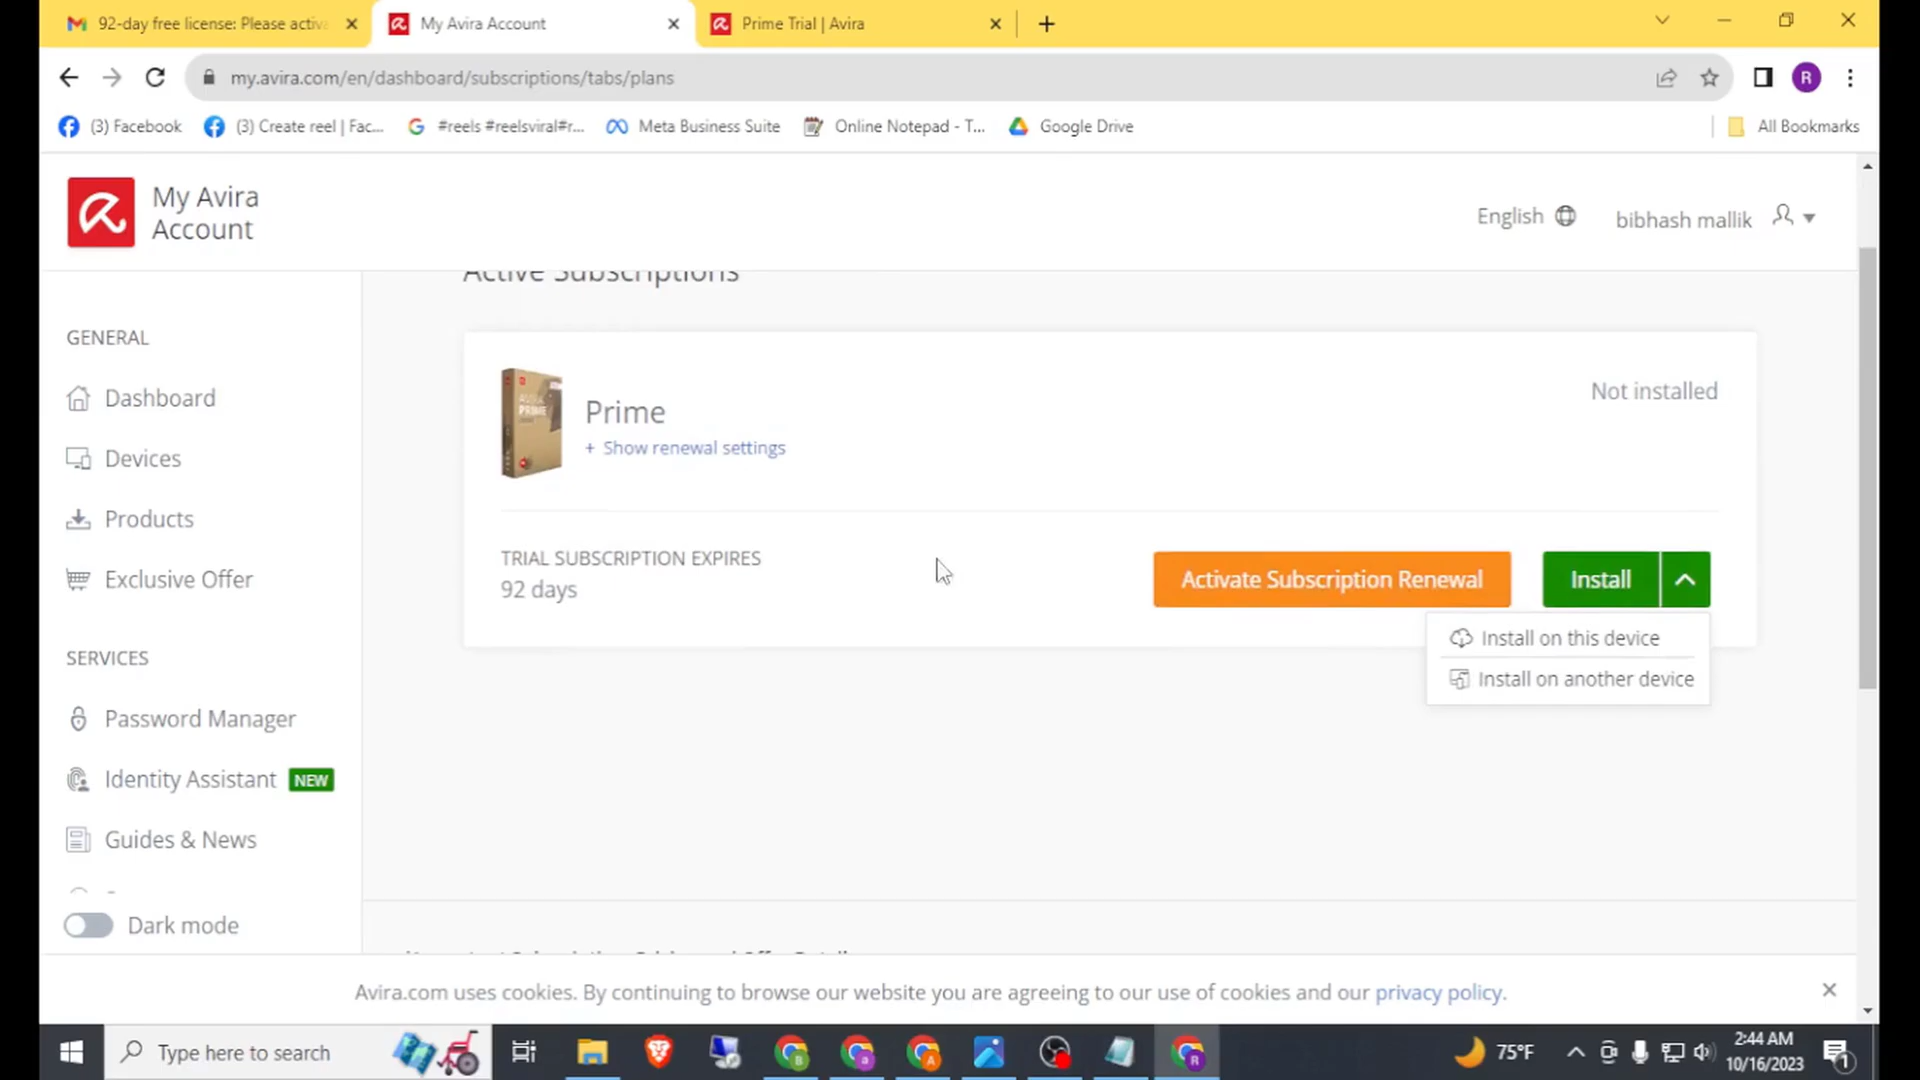 92-day free license: Please activ
My Avira Account
Prime Trial | Avira
my.avira.com/en/dashboard/subscriptions/tabs/plans
R
(3) Facebook
(3) Create reel | Fac...
#reels #reelsviral#r...
Meta Business Suite
Online Notepad - T...
Google Drive
All Bookmarks
My Avira
Account
English
bibhash mallik
Active Subscriptions
GENERAL
Dashboard
Devices
Products
Exclusive Offer
SERVICES
Password Manager
Identity Assistant NEW
Guides & News
Dark mode
Not installed
Prime
+ Show renewal settings
TRIAL SUBSCRIPTION EXPIRES
92 days
Activate Subscription Renewal
Install
Install on this device
Install on another device
Avira.com uses cookies. By continuing to browse our website you are agreeing to our use of cookies and our privacy policy.
Type here to search
75°F
2:44 AM
10/16/2023
1